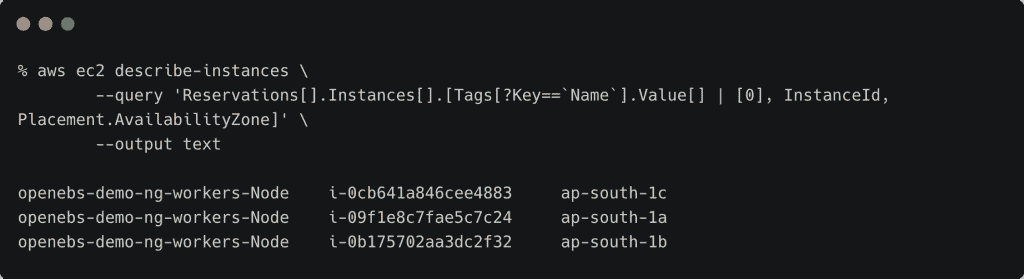 % aws ec2 describe-instances \
        --query 'Reservations[].Instances[].[Tags[?Key==`Name`].Value[] | [0], InstanceId,
Placement.AvailabilityZone]' \
        --output text

openebs-demo-ng-workers-Node    i-0cb641a846cee4883     ap-south-1c
openebs-demo-ng-workers-Node    i-09f1e8c7fae5c7c24     ap-south-1a
openebs-demo-ng-workers-Node    i-0b175702aa3dc2f32     ap-south-1b